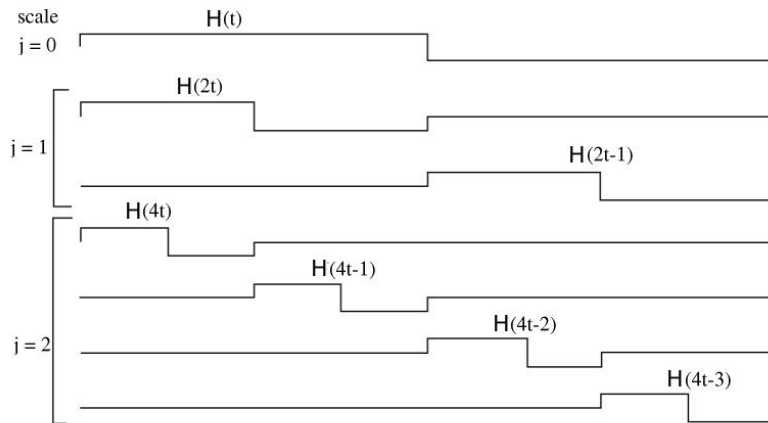 scale
H(t)
j = 0
H(2t)
j = 1
H(2t-1)
H(4t)
H(4t-1)
H(4t-2)
j = 2
H(4t-3)